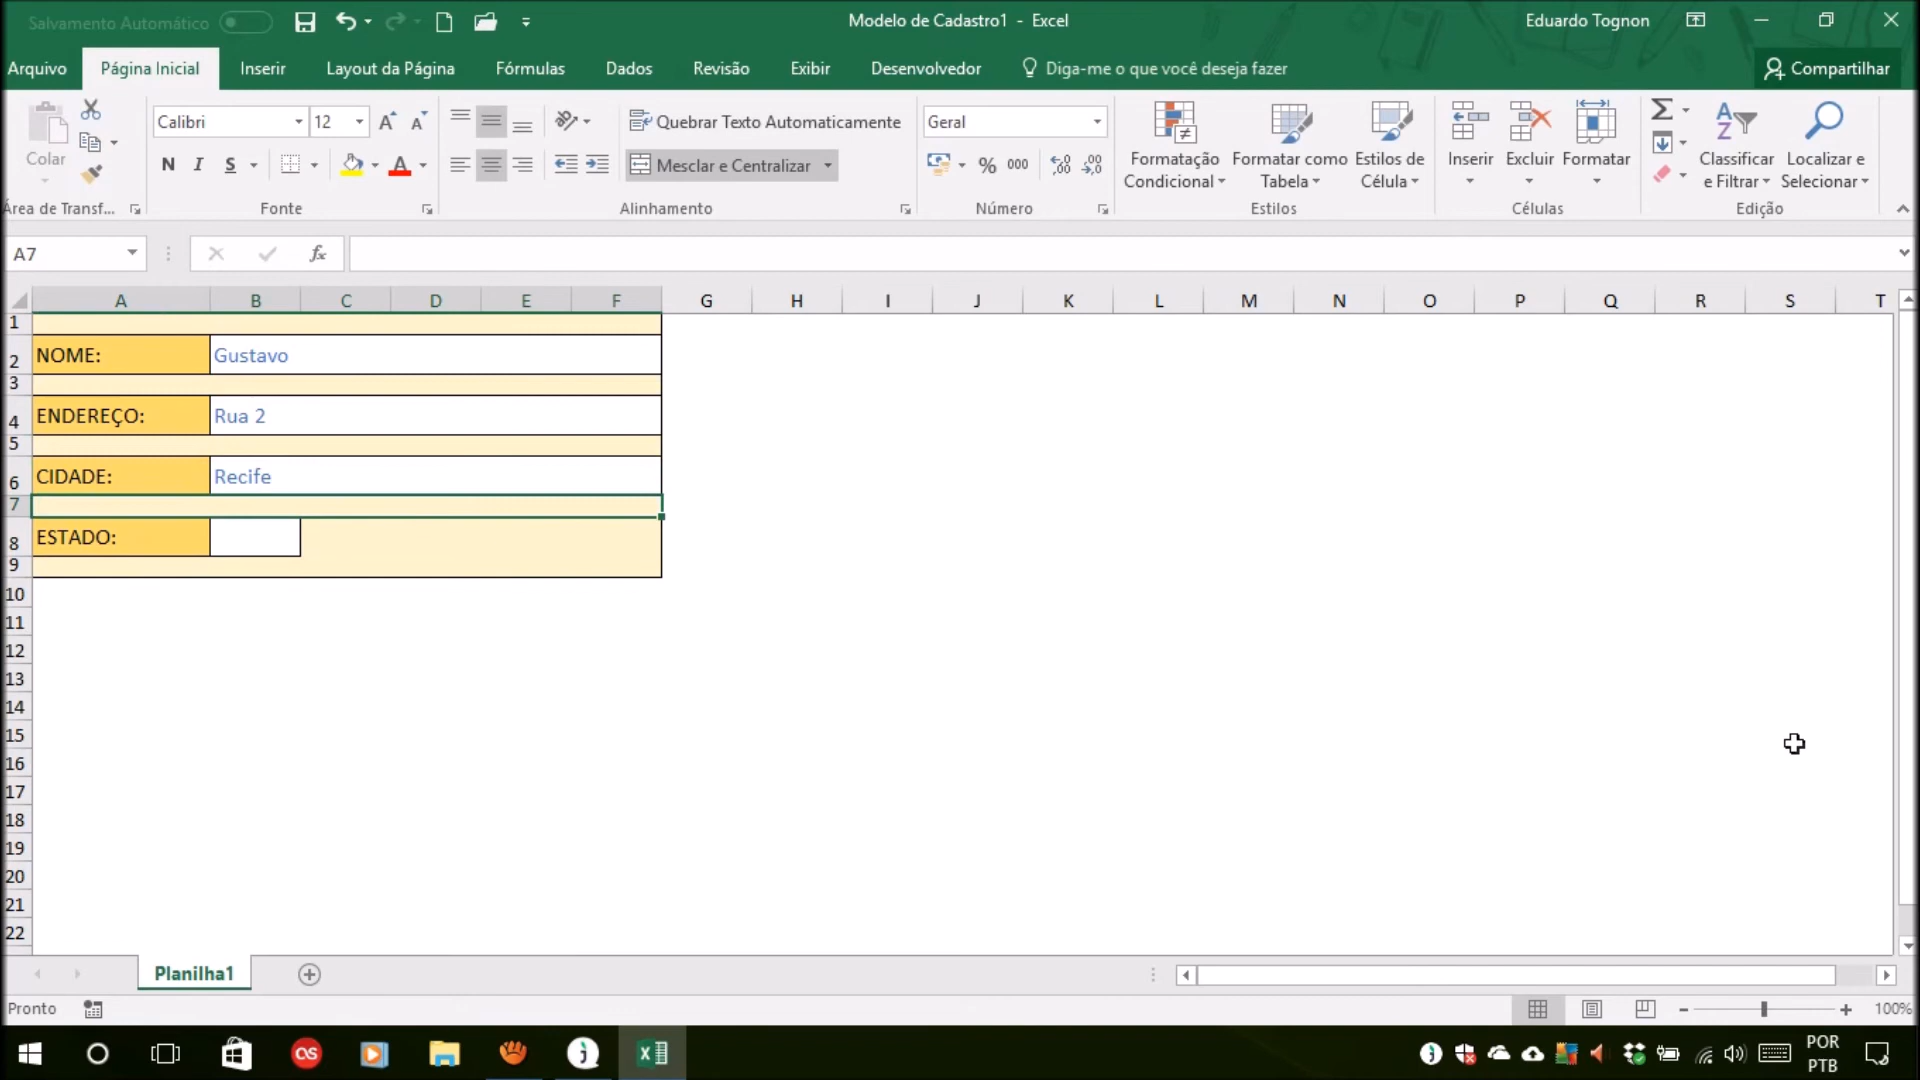 Salvamento Automático
Modelo de Cadastro1 - Excel
Eduardo Tognon
Arquivo
Página Inicial
Inserir
Layout da Página
Fórmulas
Dados
Revisão
Exibir
Desenvolvedor
Diga-me o que você deseja fazer
Compartilhar
Colar
Calibri
12
N I S
Quebrar Texto Automaticamente
Mesclar e Centralizar
Geral
% 000
Formatação Condicional
Formatar como Tabela
Estilos de Célula
Inserir
Excluir
Formatar
Classificar e Filtrar
Localizar e Selecionar
Área de Transf...
Fonte
Alinhamento
Número
Estilos
Células
Edição
A7
fx
A B C D E F G H I J K L M N O P Q R S T
1
2 NOME: Gustavo
3
4 ENDEREÇO: Rua 2
5
6 CIDADE: Recife
7
8 ESTADO:
9
10
11
12
13
14
15
16
17
18
19
20
21
22
Planilha1
Pronto
100%
POR
PTB